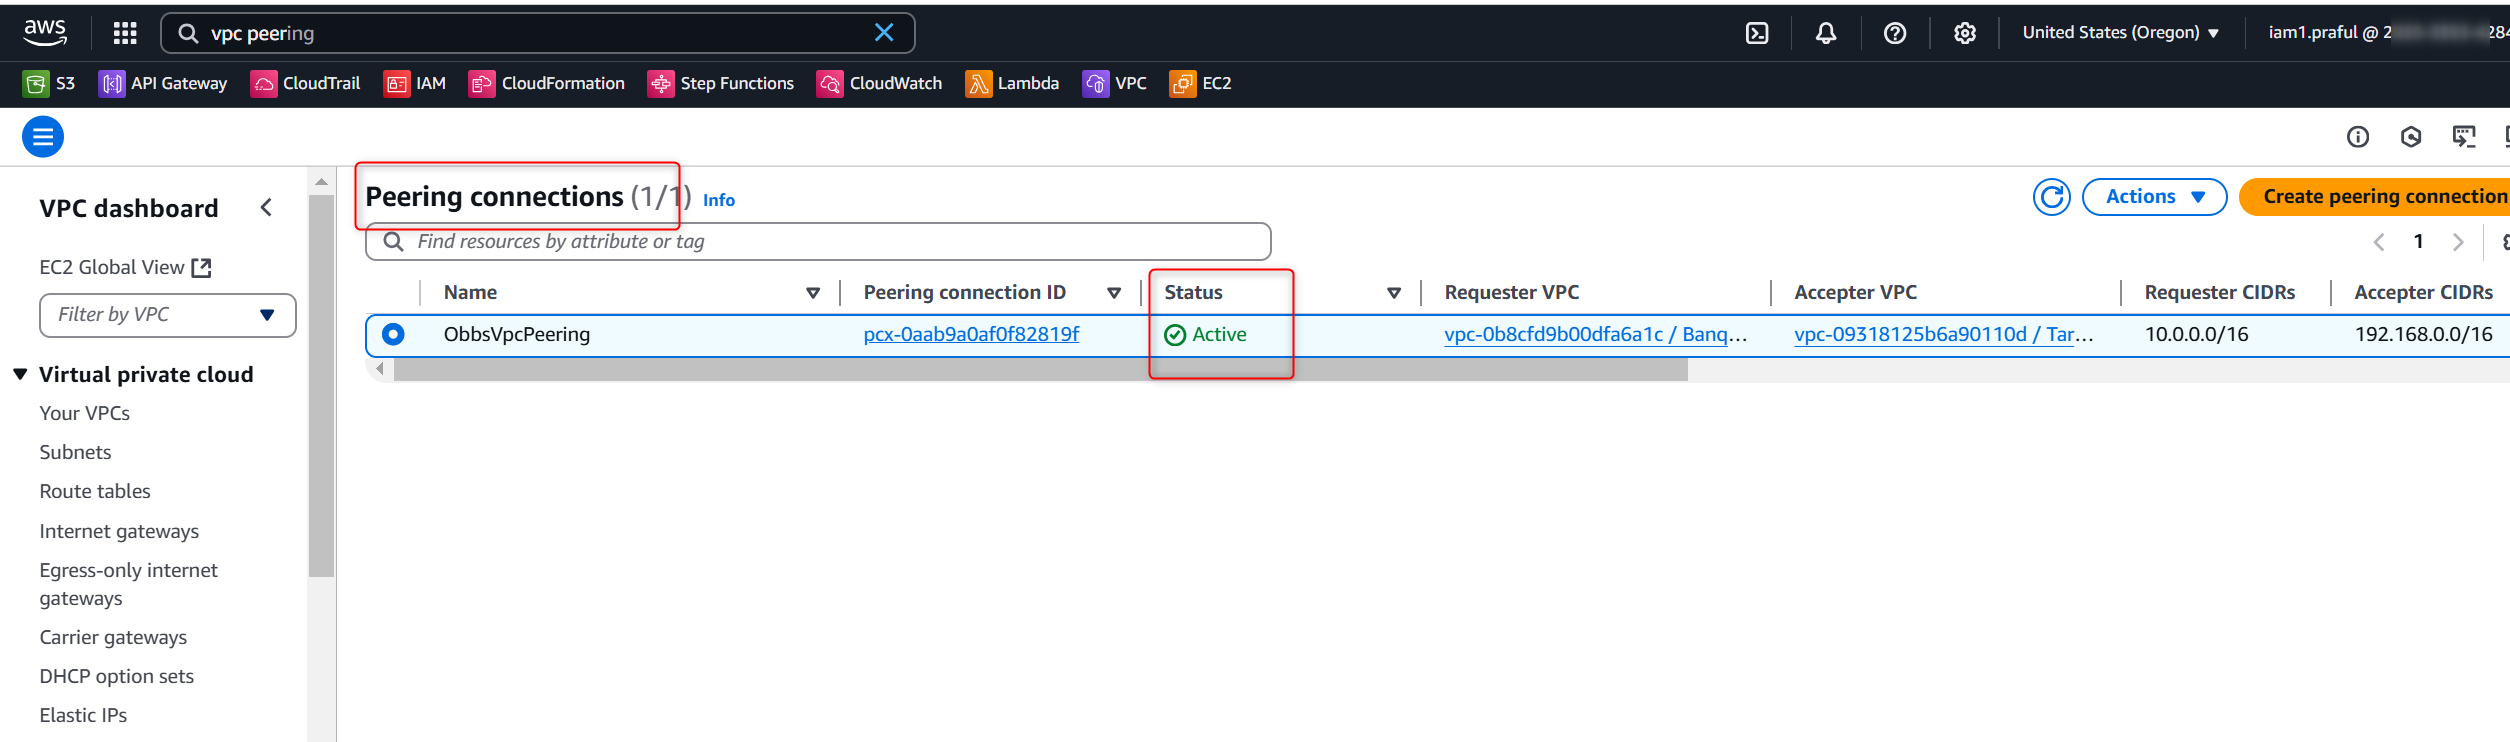 aws
vpc peering
United States (Oregon)
iam1.praful @ 2
S3
API Gateway
CloudTrail
IAM
CloudFormation
Step Functions
CloudWatch
Lambda
VPC
EC2
VPC dashboard
EC2 Global View
Filter by VPC
Virtual private cloud
Your VPCs
Subnets
Route tables
Internet gateways
Egress-only internet
gateways
Carrier gateways
DHCP option sets
Elastic IPs
Peering connections (1/1) Info
Actions
Create peering connection
Find resources by attribute or tag
1
Name
Peering connection ID
Status
Requester VPC
Accepter VPC
Requester CIDRs
Accepter CIDRs
ObbsVpcPeering
pcx-0aab9a0af0f82819f
Active
vpc-0b8cfd9b00dfa6a1c / Banq...
vpc-09318125b6a90110d / Tar...
10.0.0.0/16
192.168.0.0/16